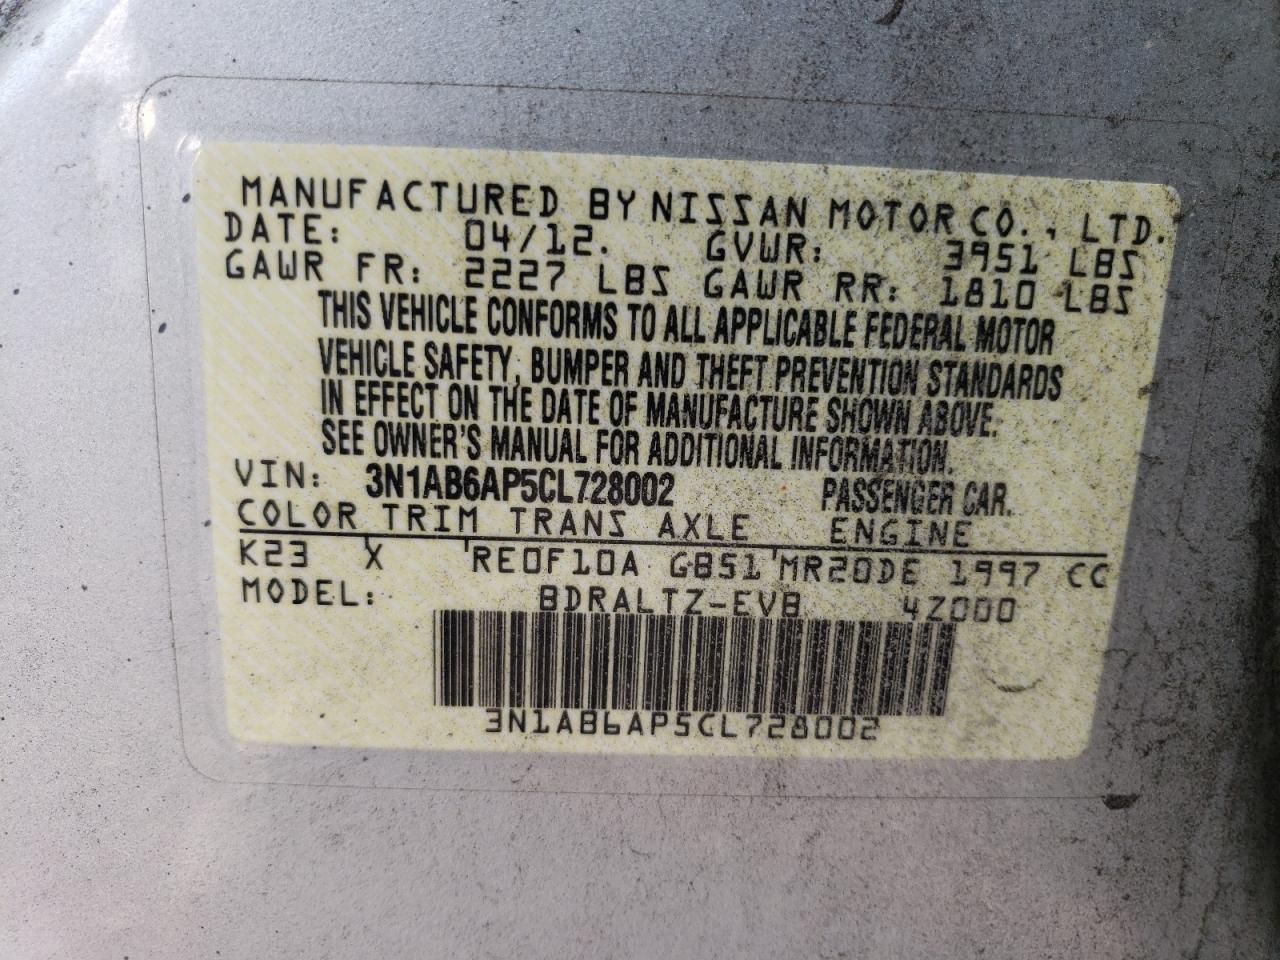 MANUFACTURED BY NISSAN MOTOR CO., LTD.
DATE: 04/12. GVWR: 3951 LBS
GAWR FR: 2227 LBS GAWR RR: 1810 LBS
THIS VEHICLE CONFORMS TO ALL APPLICABLE FEDERAL MOTOR
VEHICLE SAFETY, BUMPER AND THEFT PREVENTION STANDARDS
IN EFFECT ON THE DATE OF MANUFACTURE SHOWN ABOVE.
SEE OWNER'S MANUAL FOR ADDITIONAL INFORMATION.
VIN: 3N1AB6AP5CL728002 PASSENGER CAR.
COLOR TRIM TRANS AXLE ENGINE
K23 X RE0F10A GB51 MR20DE 1997 CC
MODEL: BDRALTZ-EVB 4Z000
3N1AB6AP5CL728002